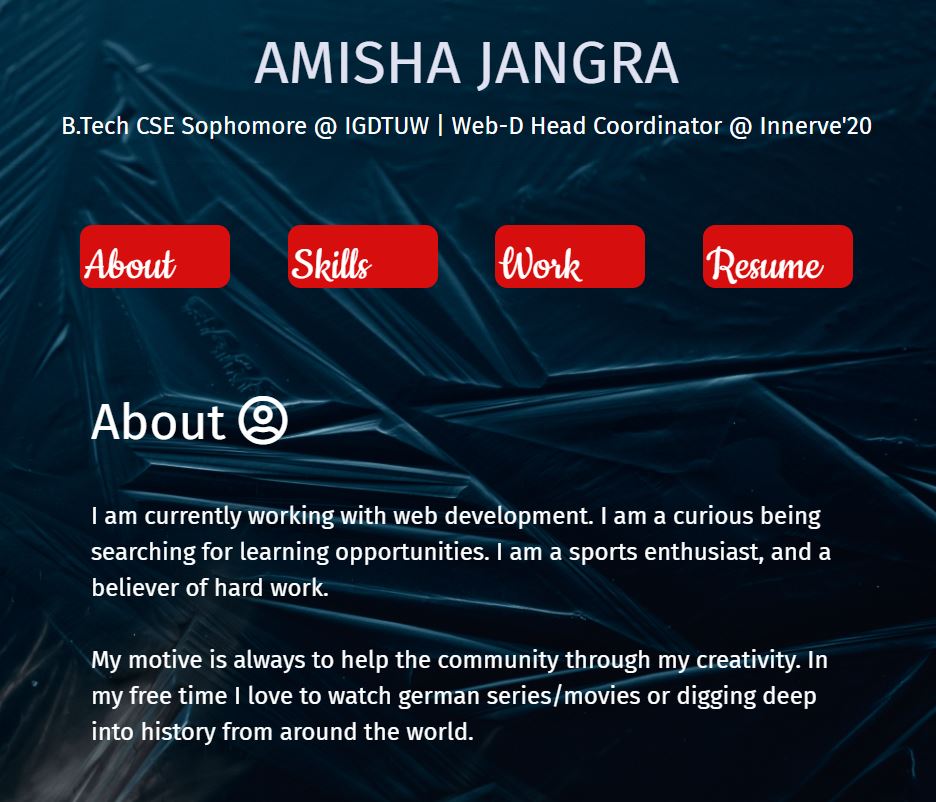 AMISHA JANGRA
B.Tech CSE Sophomore @ IGDTUW | Web-D Head Coordinator @ Innerve'20
About Skills Work Resume
About
I am currently working with web development. I am a curious being
searching for learning opportunities. I am a sports enthusiast, and a
believer of hard work.
My motive is always to help the community through my creativity. In
my free time I love to watch german series/movies or digging deep
into history from around the world.